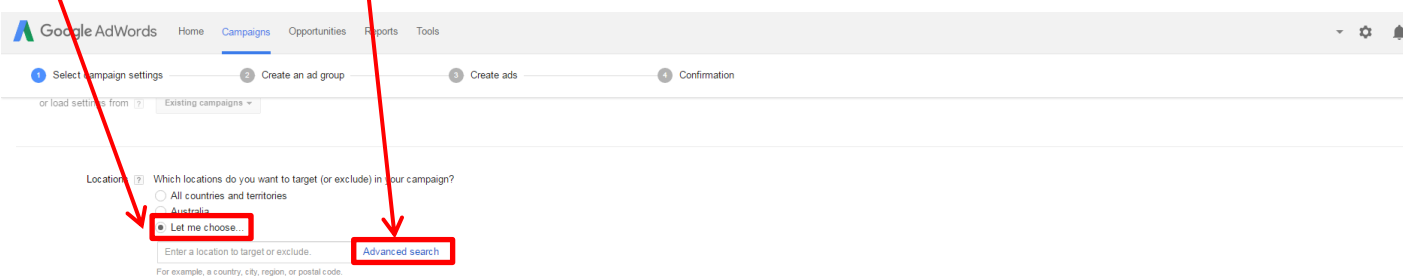 Google AdWords Home Campaigns Opportunities Reports Tools
1 Select campaign settings 2 Create an ad group 3 Create ads 4 Confirmation
or load settings from ? Existing campaigns
Locations ? Which locations do you want to target (or exclude) in your campaign?
All countries and territories
Australia
Let me choose...
Enter a location to target or exclude. Advanced search
For example, a country, city, region, or postal code.